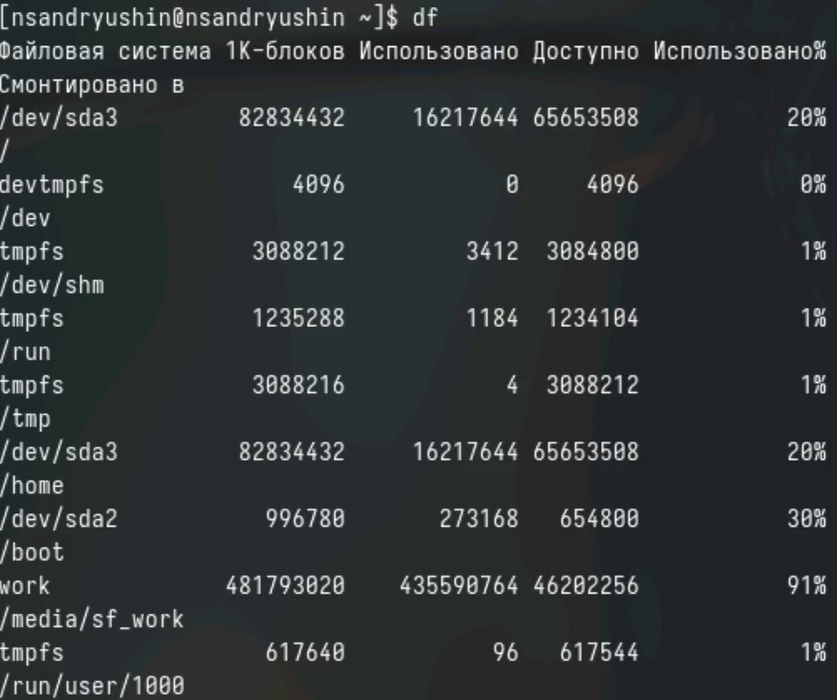 [nsandryushin@nsandryushin ~]$ df
Файловая система 1K-блоков Использовано Доступно Использовано%
Смонтировано в
/dev/sda3 82834432 16217644 65653508 20%
/
devtmpfs 4096 0 4096 0%
/dev
tmpfs 3088212 3412 3084800 1%
/dev/shm
tmpfs 1235288 1184 1234104 1%
/run
tmpfs 3088216 4 3088212 1%
/tmp
/dev/sda3 82834432 16217644 65653508 20%
/home
/dev/sda2 996780 273168 654800 30%
/boot
work 481793020 435590764 46202256 91%
/media/sf_work
tmpfs 617640 96 617544 1%
/run/user/1000